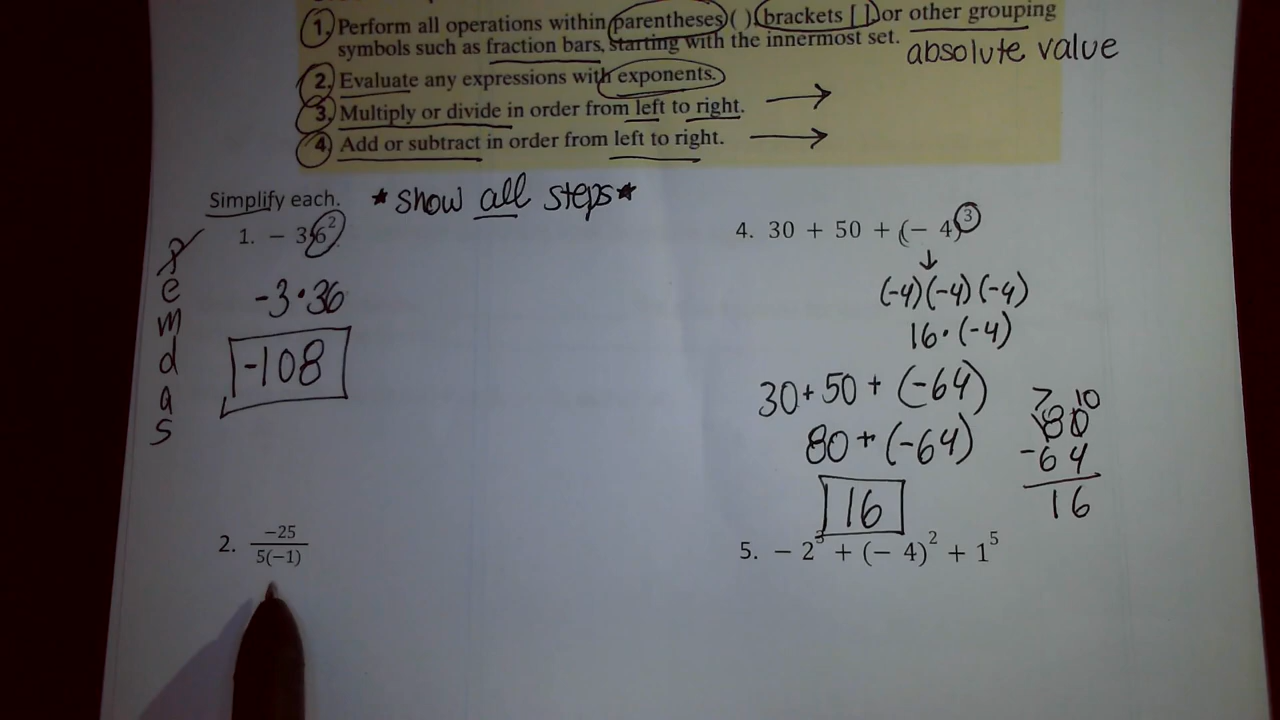 1. Perform all operations within parentheses ( ) brackets [ ] or other grouping
symbols such as fraction bars, starting with the innermost set. absolute value
2. Evaluate any expressions with exponents.
3. Multiply or divide in order from left to right. →
4. Add or subtract in order from left to right. →
Simplify each. *show all steps*
p
e
m
d
a
s
1. − 3·6²
-3·36
-108
2. −25
5(−1)
4. 30 + 50 + (− 4)³
↓
(-4)(-4)(-4)
16·(-4)
30+50+(-64)
80+(-64)
16
7 10
80
-64
16
5. − 2³ + (− 4)² + 1⁵